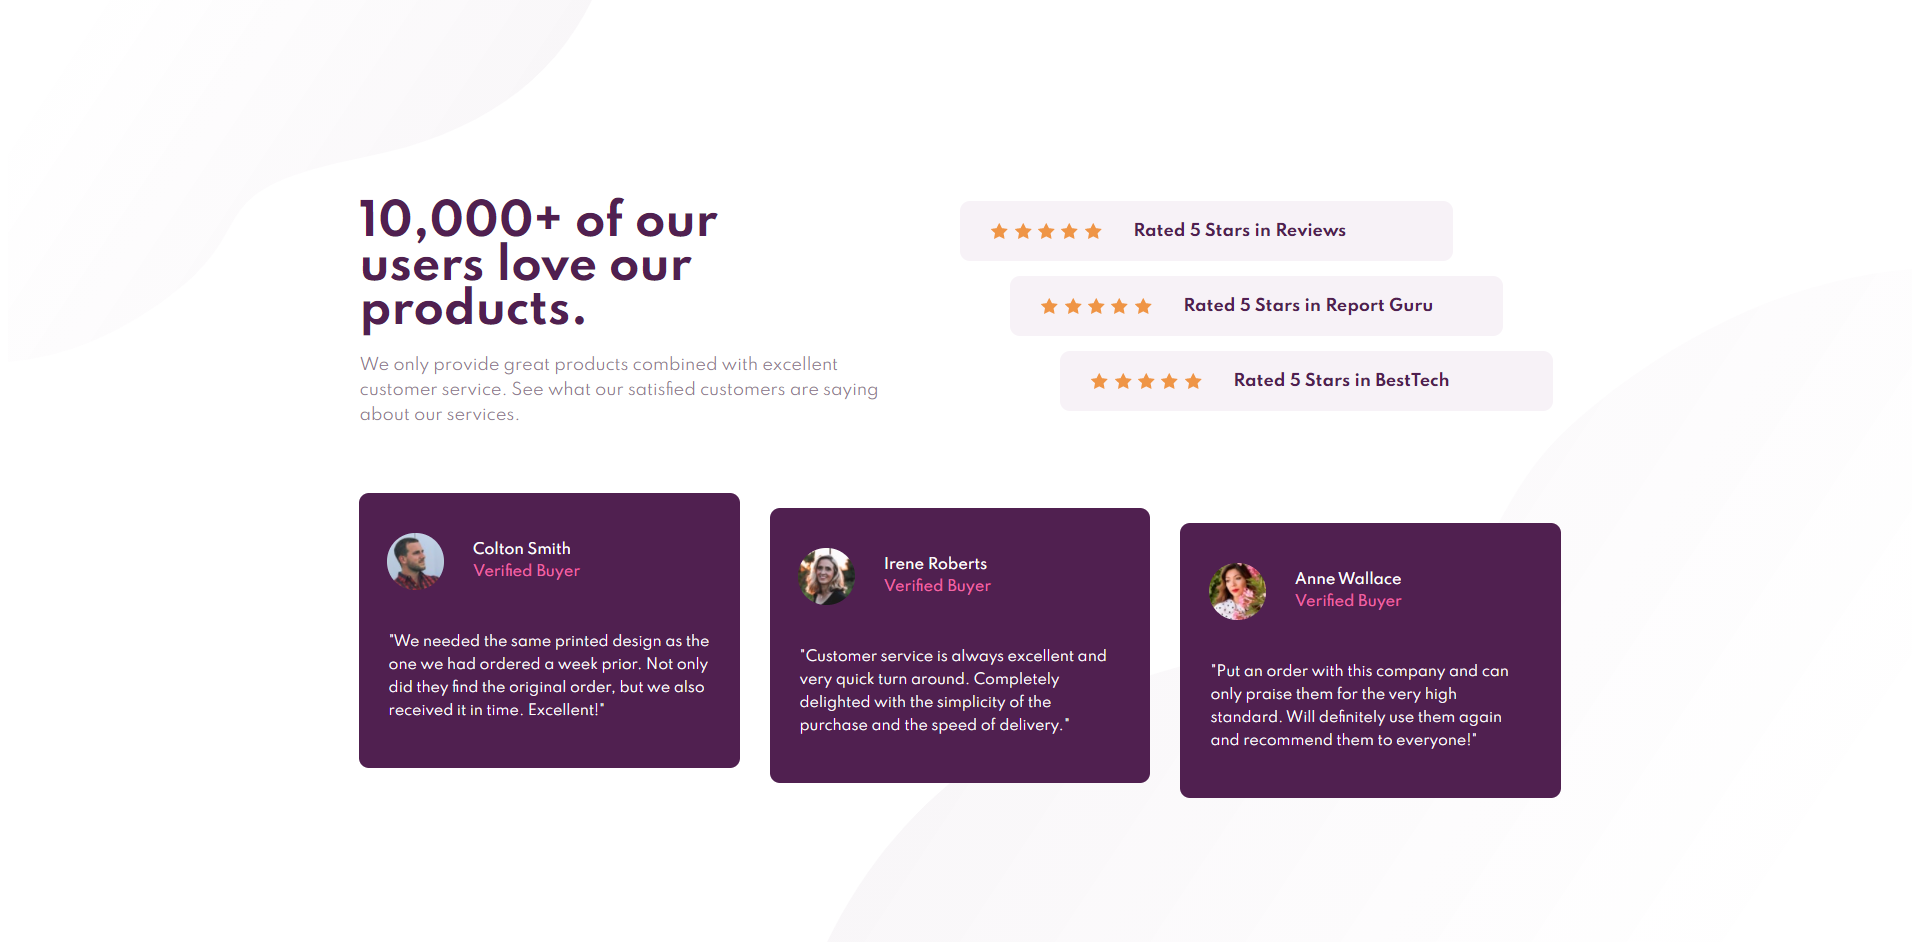 10,000+ of our
users love our
products.
We only provide great products combined with excellent
customer service. See what our satisfied customers are saying
about our services.
Rated 5 Stars in Reviews
Rated 5 Stars in Report Guru
Rated 5 Stars in BestTech
Colton Smith
Verified Buyer
"We needed the same printed design as the
one we had ordered a week prior. Not only
did they find the original order, but we also
received it in time. Excellent!"
Irene Roberts
Verified Buyer
"Customer service is always excellent and
very quick turn around. Completely
delighted with the simplicity of the
purchase and the speed of delivery."
Anne Wallace
Verified Buyer
"Put an order with this company and can
only praise them for the very high
standard. Will definitely use them again
and recommend them to everyone!"